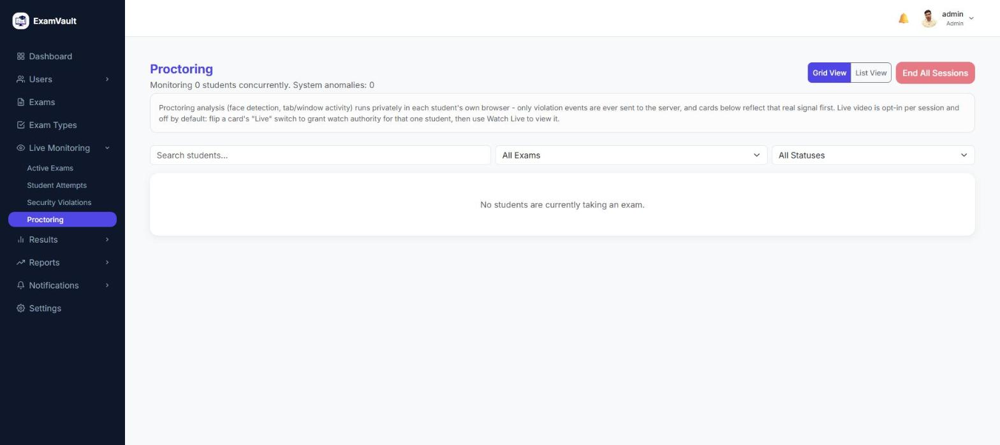 ExamVault
admin
Admin
Dashboard
Users
Exams
Exam Types
Live Monitoring
Active Exams
Student Attempts
Security Violations
Proctoring
Results
Reports
Notifications
Settings
Proctoring
Monitoring 0 students concurrently. System anomalies: 0
Grid View
List View
End All Sessions
Proctoring analysis (face detection, tab/window activity) runs privately in each student's own browser - only violation events are ever sent to the server, and cards below reflect that real signal first. Live video is opt-in per session and
off by default: flip a card's "Live" switch to grant watch authority for that one student, then use Watch Live to view it.
Search students...
All Exams
All Statuses
No students are currently taking an exam.